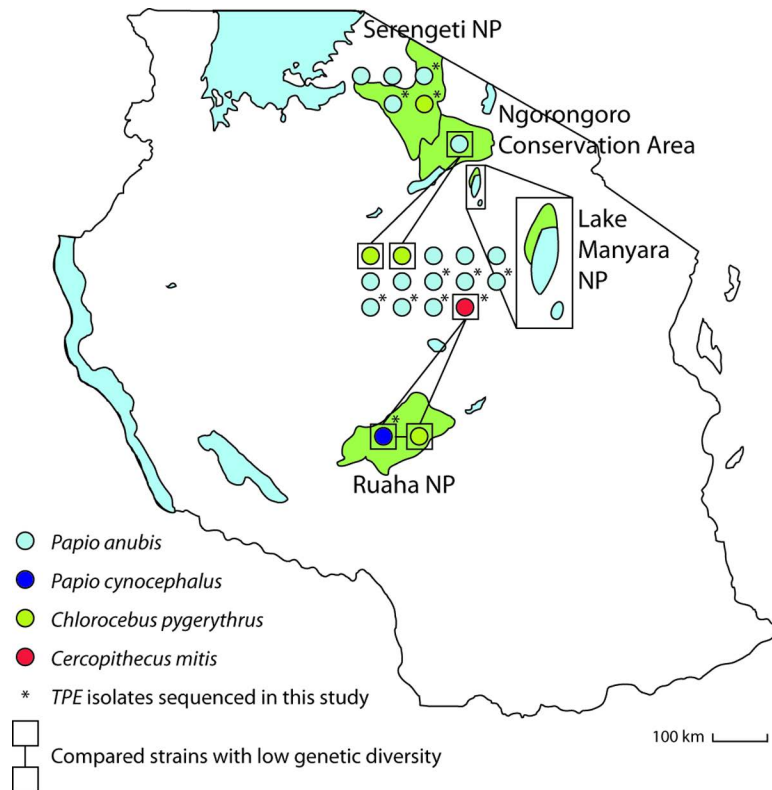 Serengeti NP
*
*
*
Ngorongoro
Conservation Area
Lake
Manyara
NP
* * *
* * * *
*
Ruaha NP
Papio anubis
Papio cynocephalus
Chlorocebus pygerythrus
Cercopithecus mitis
* TPE isolates sequenced in this study
Compared strains with low genetic diversity
100 km